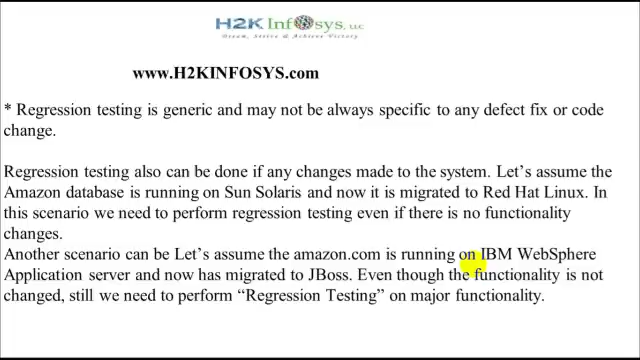 H2K Infosys, LLC
Dream, Strive & Achieve Victory
www.H2KINFOSYS.com
* Regression testing is generic and may not be always specific to any defect fix or code
change.
Regression testing also can be done if any changes made to the system. Let’s assume the
Amazon database is running on Sun Solaris and now it is migrated to Red Hat Linux. In
this scenario we need to perform regression testing even if there is no functionality
changes.
Another scenario can be Let’s assume the amazon.com is running on IBM WebSphere
Application server and now has migrated to JBoss. Even though the functionality is not
changed, still we need to perform “Regression Testing” on major functionality.